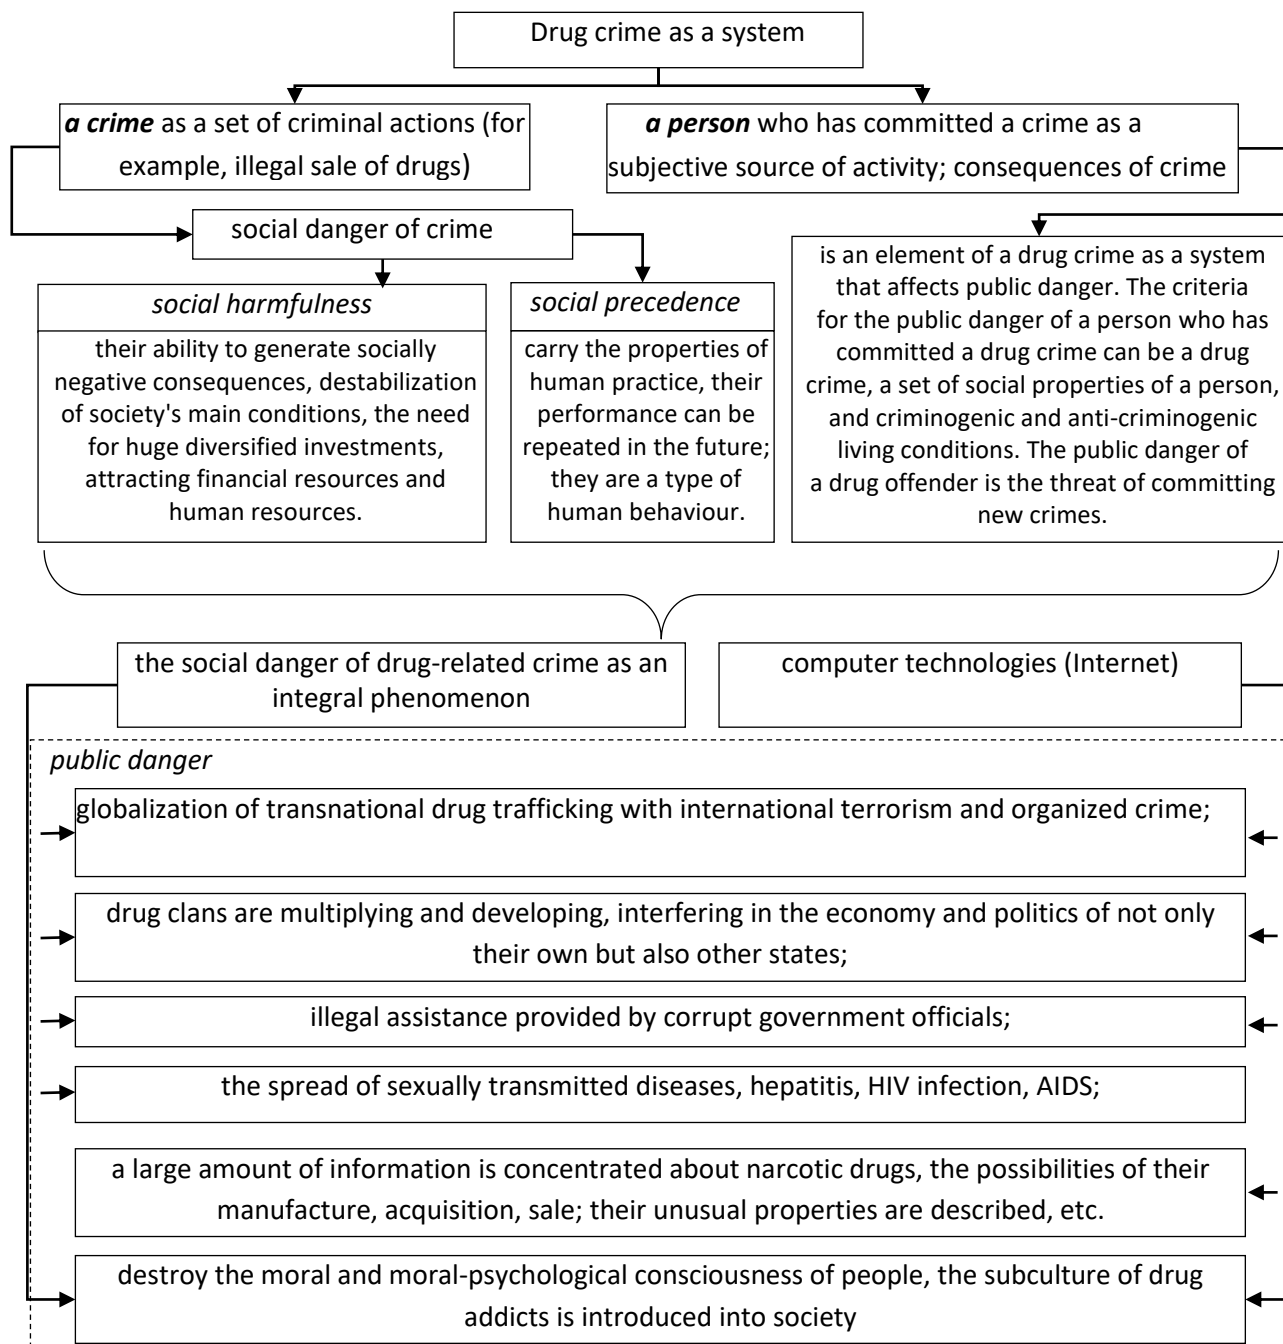 Drug crime as a system
a crime as a set of criminal actions (for
example, illegal sale of drugs)
a person who has committed a crime as a
subjective source of activity; consequences of crime
social danger of crime
social harmfulness
their ability to generate socially
negative consequences, destabilization
of society's main conditions, the need
for huge diversified investments,
attracting financial resources and
human resources.
social precedence
carry the properties of
human practice, their
performance can be
repeated in the future;
they are a type of
human behaviour.
is an element of a drug crime as a system
that affects public danger. The criteria
for the public danger of a person who has
committed a drug crime can be a drug
crime, a set of social properties of a person,
and criminogenic and anti-criminogenic
living conditions. The public danger of
a drug offender is the threat of committing
new crimes.
the social danger of drug-related crime as an
integral phenomenon
computer technologies (Internet)
public danger
globalization of transnational drug trafficking with international terrorism and organized crime;
drug clans are multiplying and developing, interfering in the economy and politics of not only
their own but also other states;
illegal assistance provided by corrupt government officials;
the spread of sexually transmitted diseases, hepatitis, HIV infection, AIDS;
a large amount of information is concentrated about narcotic drugs, the possibilities of their
manufacture, acquisition, sale; their unusual properties are described, etc.
destroy the moral and moral-psychological consciousness of people, the subculture of drug
addicts is introduced into society